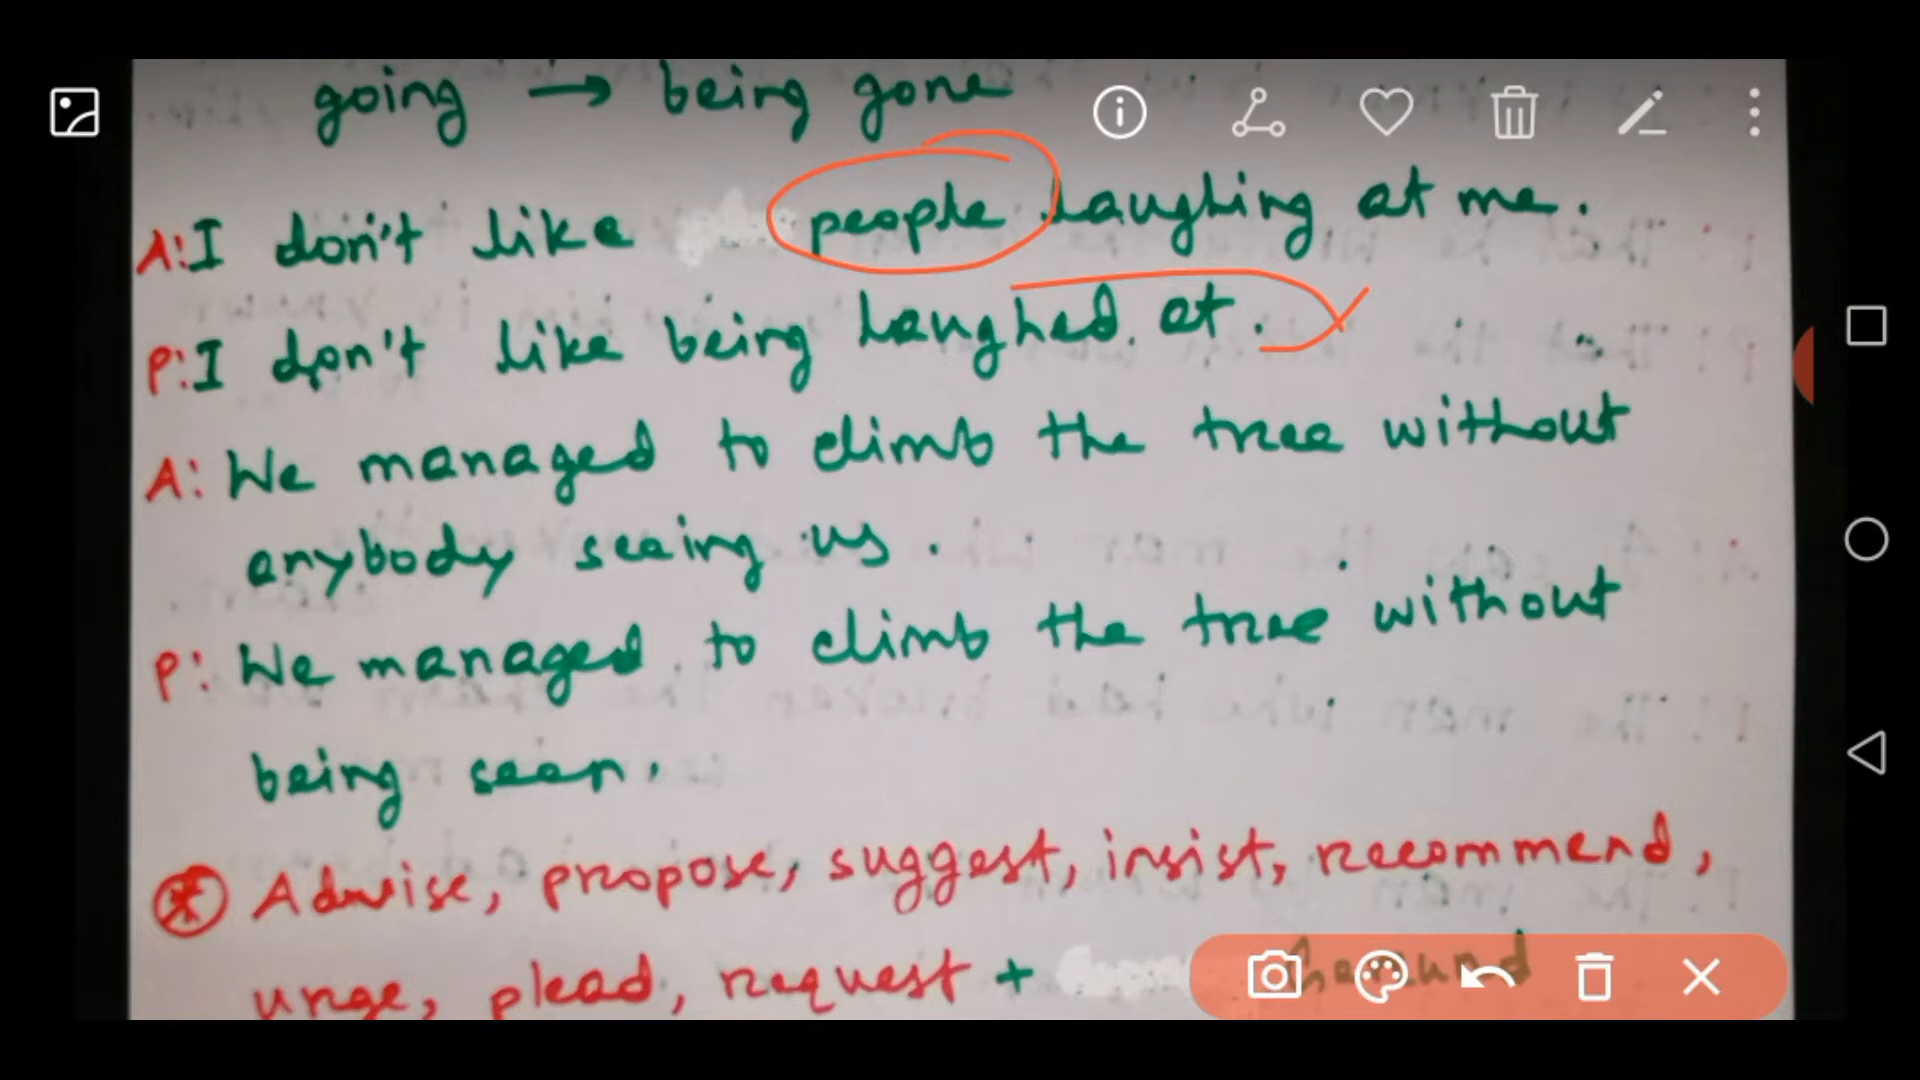 going → being gone
A: I don't like people laughing at me.
P: I don't like being laughed at.
A: We managed to climb the tree without
anybody seeing us.
P: We managed to climb the tree without
being seen.
* Advise, propose, suggest, insist, recommend,
urge, plead, request + Gerund